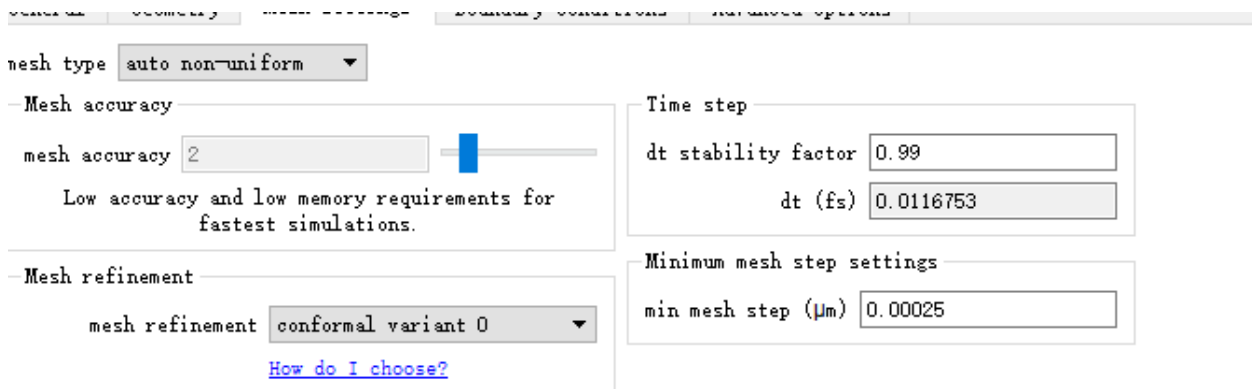 mesh type auto non-uniform
Mesh accuracy
mesh accuracy 2
Low accuracy and low memory requirements for
fastest simulations.
Mesh refinement
mesh refinement conformal variant 0
How do I choose?
Time step
dt stability factor 0.99
dt (fs) 0.0116753
Minimum mesh step settings
min mesh step (μm) 0.00025